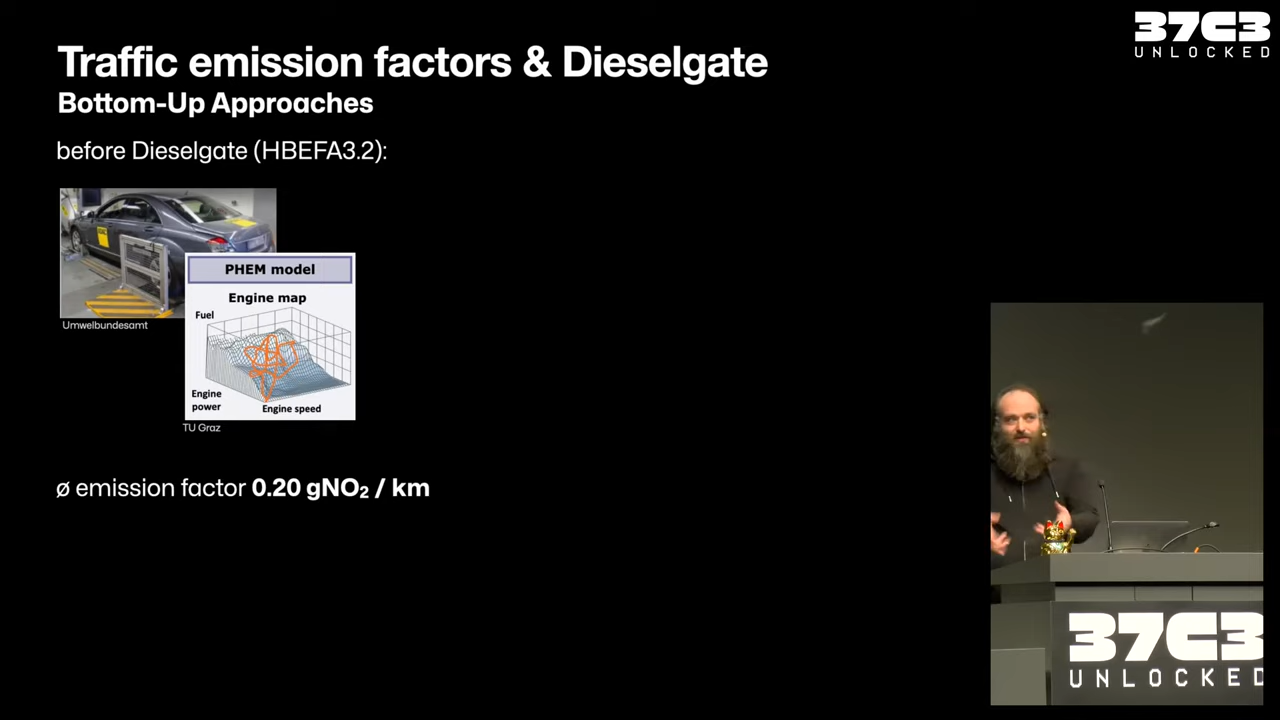 37C3
UNLOCKED
Traffic emission factors & Dieselgate
Bottom-Up Approaches
before Dieselgate (HBEFA3.2):
Umwelbundesamt
PHEM model
Engine map
Fuel
Engine
power
Engine speed
TU Graz
ø emission factor 0.20 gNO₂ / km
37C3
UNLOCKED